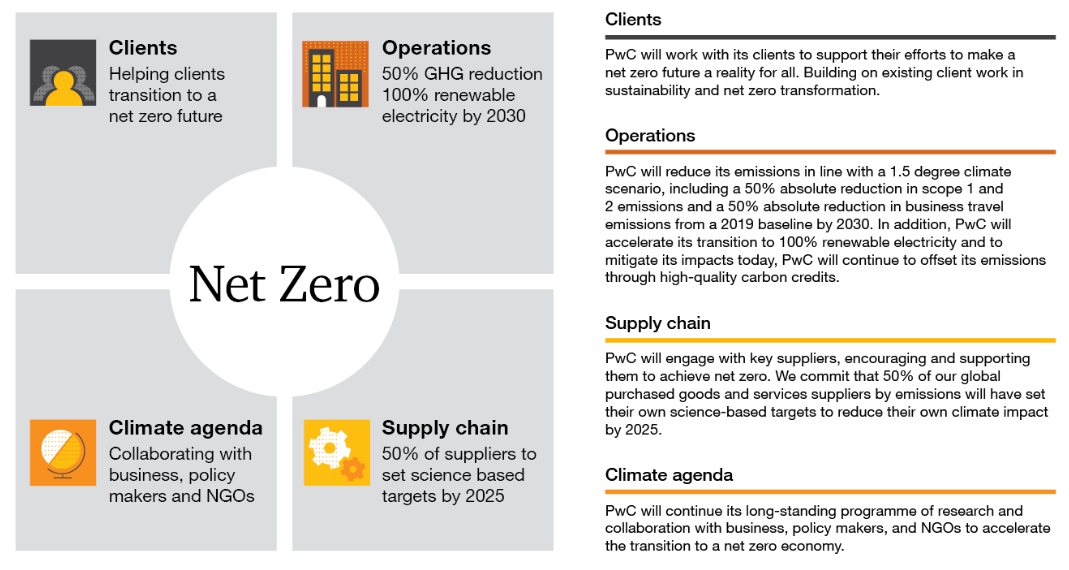 Clients
Helping clients
transition to a
net zero future
Operations
50% GHG reduction
100% renewable
electricity by 2030
Net Zero
Climate agenda
Collaborating with
business, policy
makers and NGOs
Supply chain
50% of suppliers to
set science based
targets by 2025
Clients
PwC will work with its clients to support their efforts to make a
net zero future a reality for all. Building on existing client work in
sustainability and net zero transformation.
Operations
PwC will reduce its emissions in line with a 1.5 degree climate
scenario, including a 50% absolute reduction in scope 1 and
2 emissions and a 50% absolute reduction in business travel
emissions from a 2019 baseline by 2030. In addition, PwC will
accelerate its transition to 100% renewable electricity and to
mitigate its impacts today, PwC will continue to offset its emissions
through high-quality carbon credits.
Supply chain
PwC will engage with key suppliers, encouraging and supporting
them to achieve net zero. We commit that 50% of our global
purchased goods and services suppliers by emissions will have set
their own science-based targets to reduce their own climate impact
by 2025.
Climate agenda
PwC will continue its long-standing programme of research and
collaboration with business, policy makers, and NGOs to accelerate
the transition to a net zero economy.